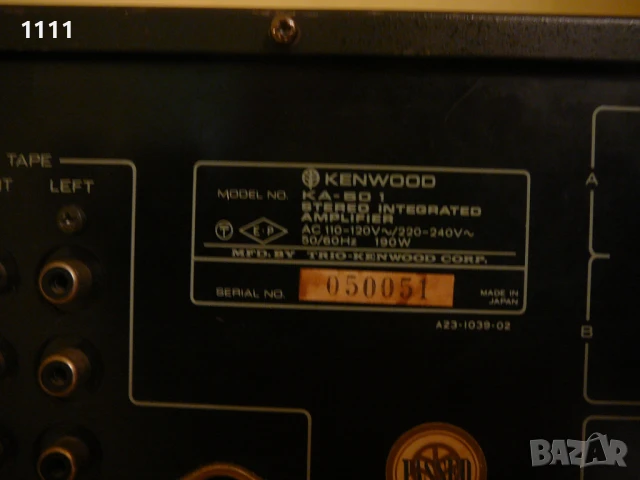 1111
TAPE
LEFT
KENWOOD
MODEL NO. KA-601
STEREO INTEGRATED
AMPLIFIER
AC 110-120V~/220-240V~
50/60Hz 190W
MFD. BY TRIO-KENWOOD CORP.
SERIAL NO. 050051
MADE IN
JAPAN
A23-1039-02
T
E-P
A
B
BAZAR